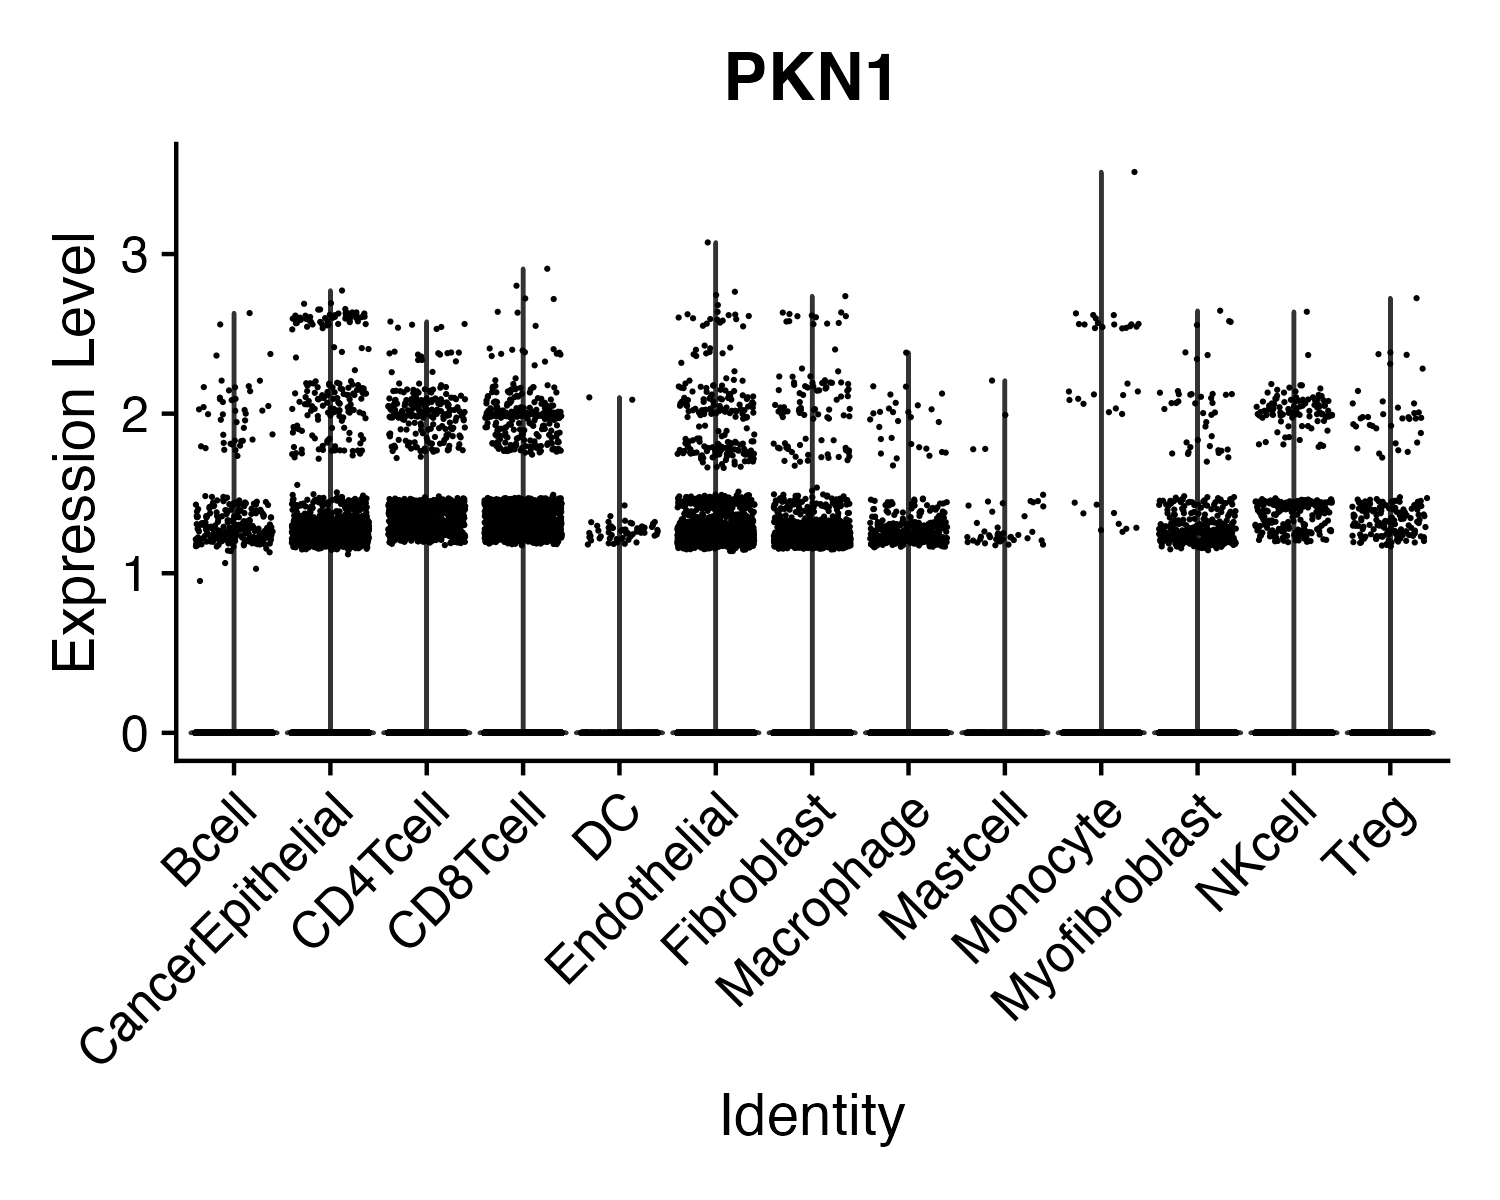 PKN1
Expression Level
3
2
1
0
Bcell
CancerEpithelial
CD4Tcell
CD8Tcell
DC
Endothelial
Fibroblast
Macrophage
Mastcell
Monocyte
Myofibroblast
NKcell
Treg
Identity